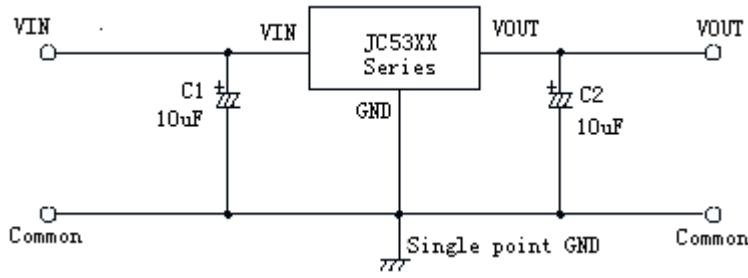 VIN
VIN
JC53XX
Series
VOUT
VOUT
C1
10uF
GND
C2
10uF
Common
Single point GND
Common